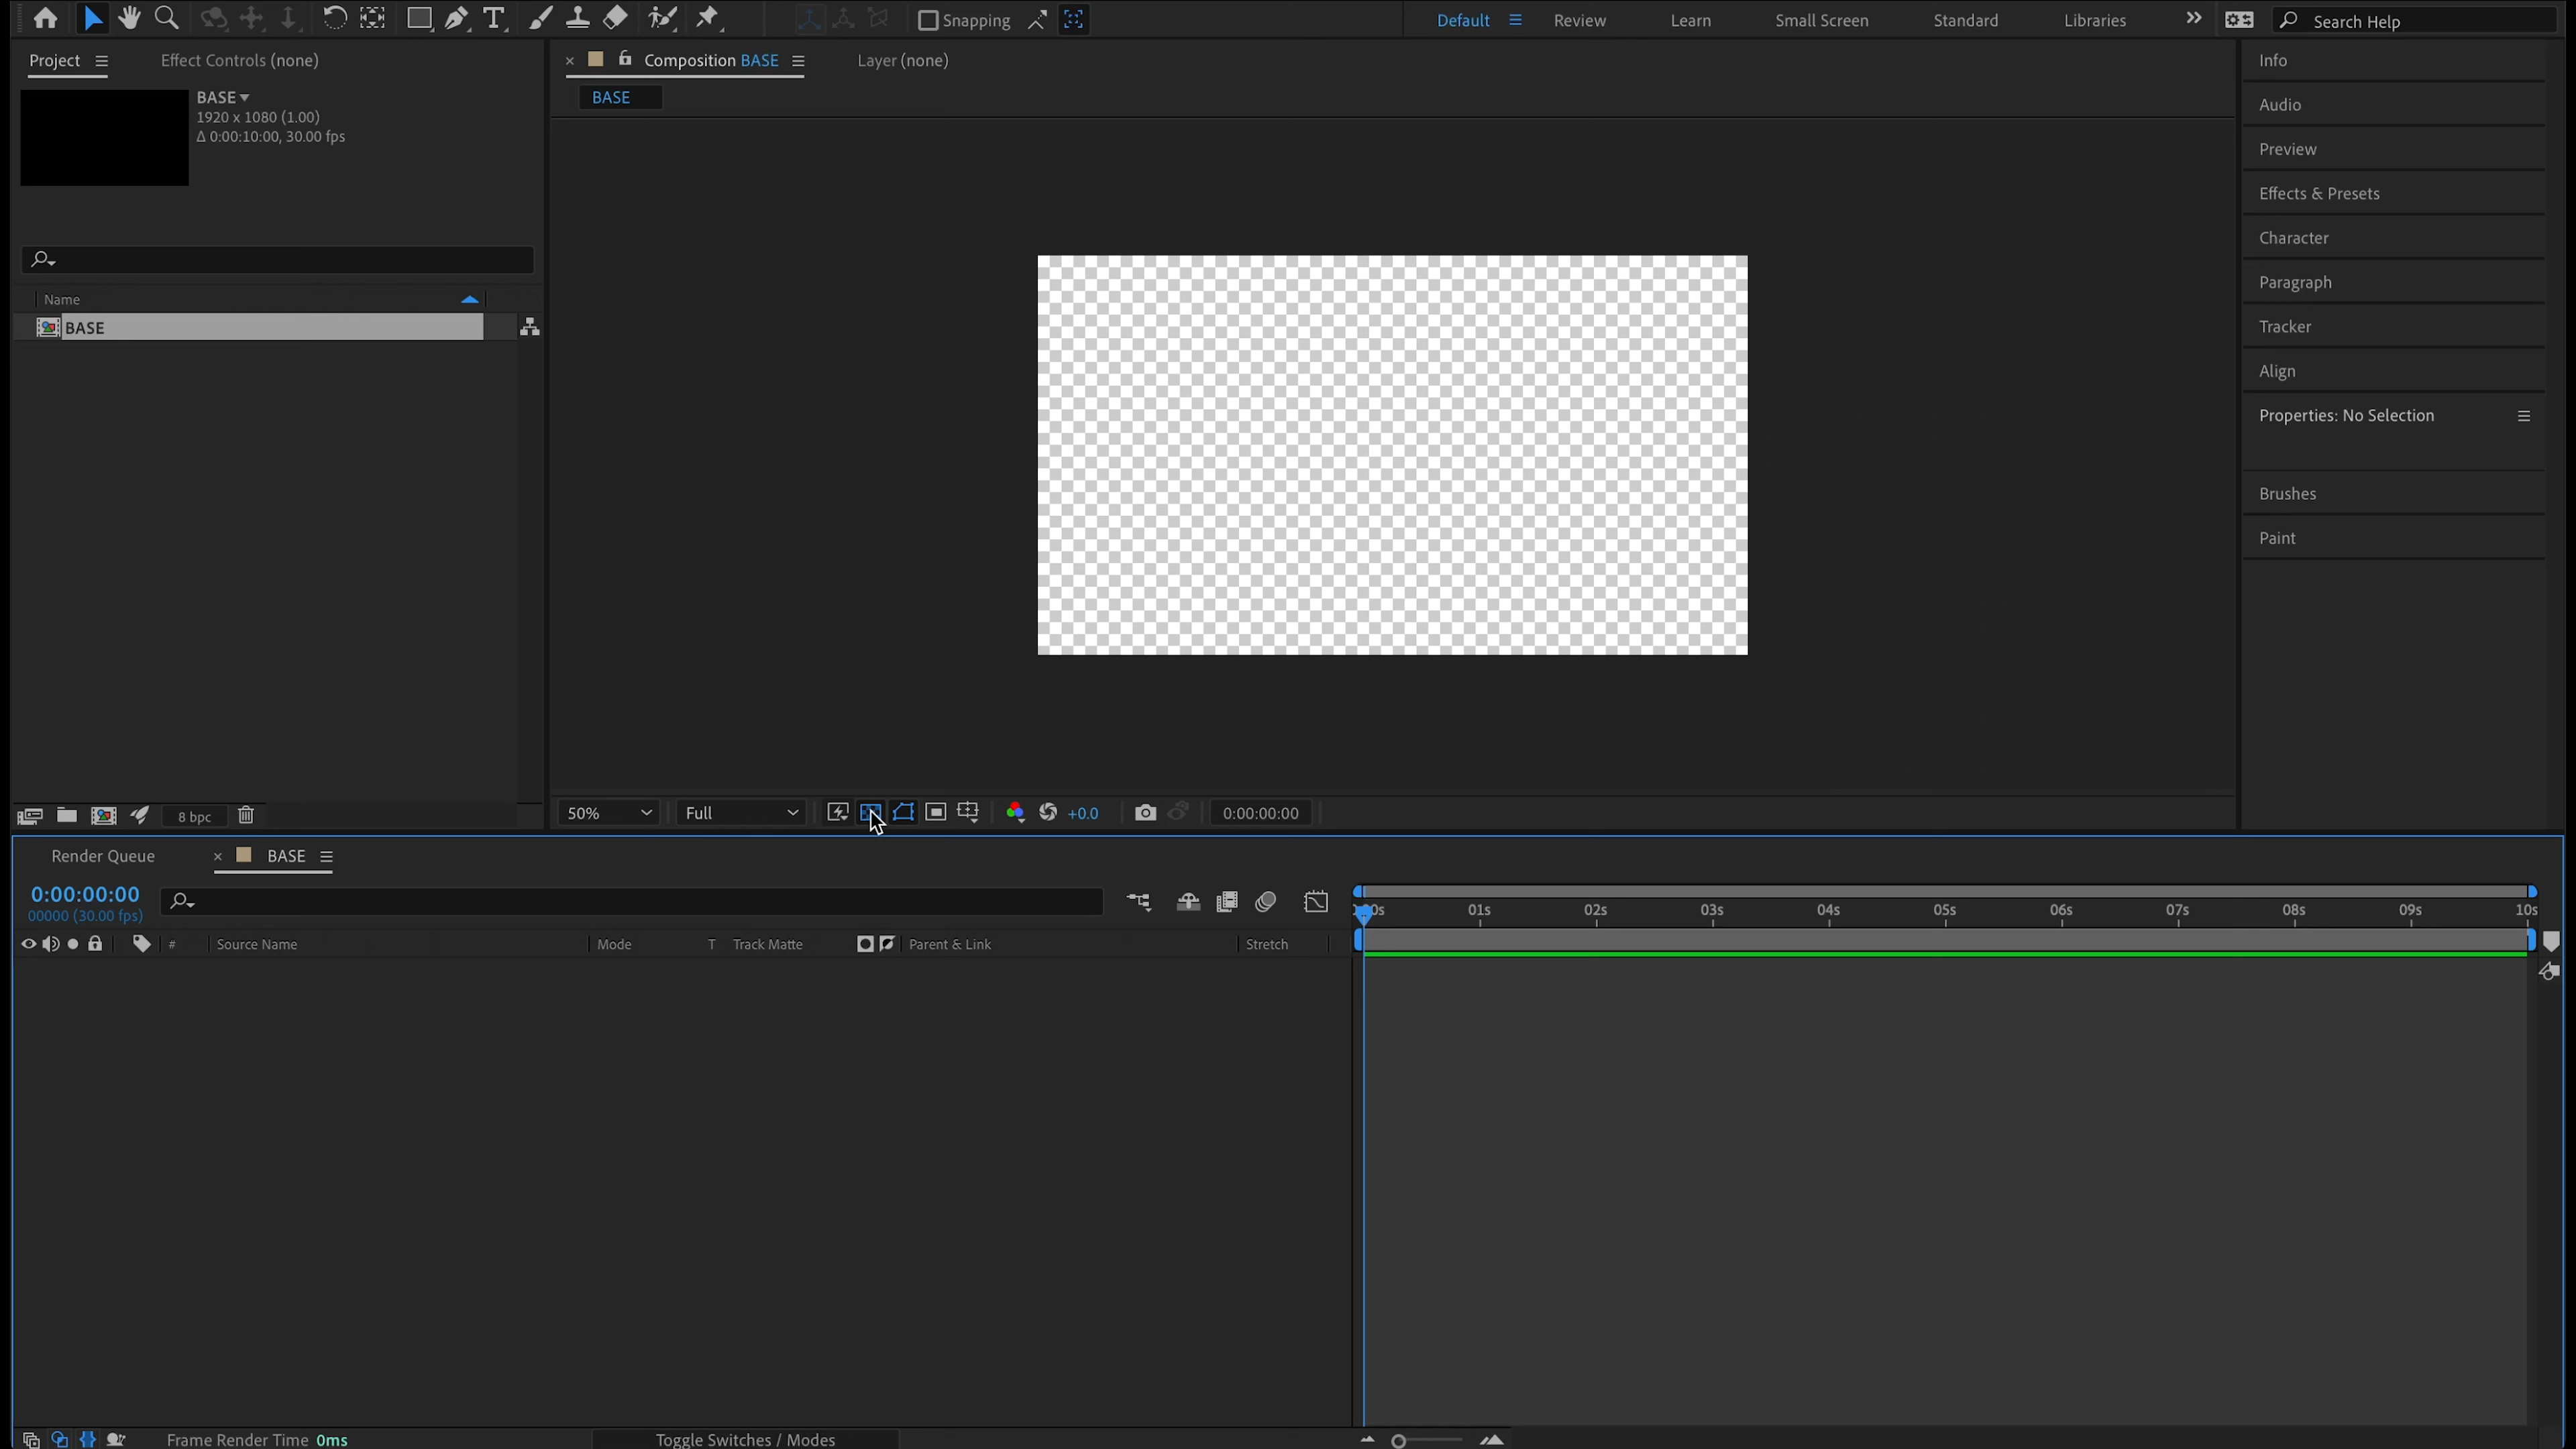 Snapping
Default
Review
Learn
Small Screen
Standard
Libraries
Search Help
Project
Effect Controls (none)
BASE
1920 x 1080 (1.00)
Δ 0:00:10:00, 30.00 fps
Name
BASE
8 bpc
Composition BASE
Layer (none)
BASE
50%
Full
+0.0
0:00:00:00
Info
Audio
Preview
Effects & Presets
Character
Paragraph
Tracker
Align
Properties: No Selection
Brushes
Paint
Render Queue
BASE
0:00:00:00
00000 (30.00 fps)
# Source Name Mode T Track Matte Parent & Link Stretch
01s 02s 03s 04s 05s 06s 07s 08s 09s 10s
Frame Render Time 0ms
Toggle Switches / Modes